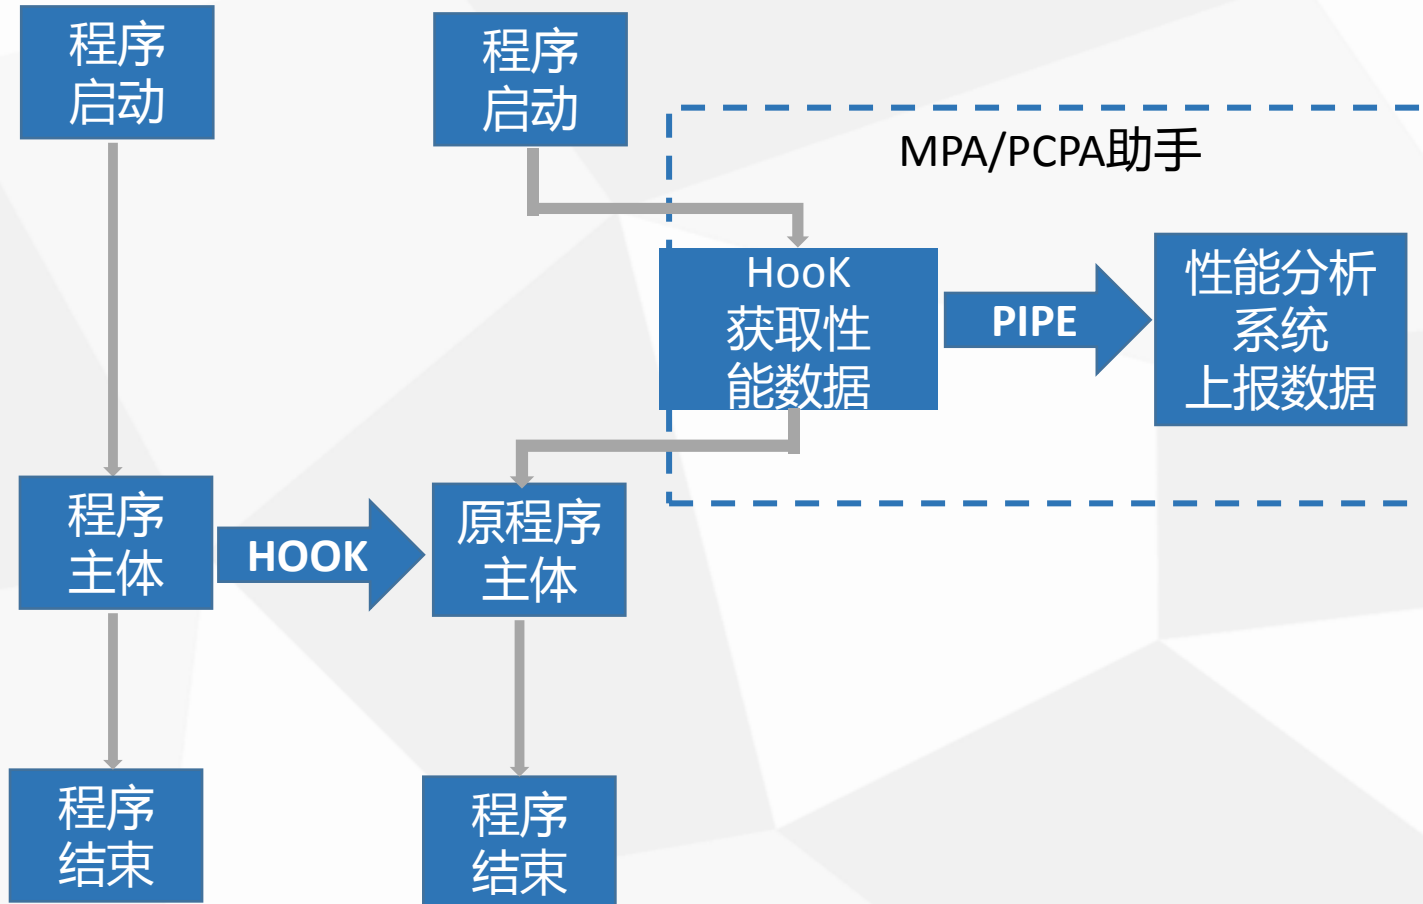 程序
启动
程序
启动
MPA/PCPA助手
HooK
获取性
能数据
PIPE
性能分析
系统
上报数据
程序
主体
HOOK
原程序
主体
程序
结束
程序
结束